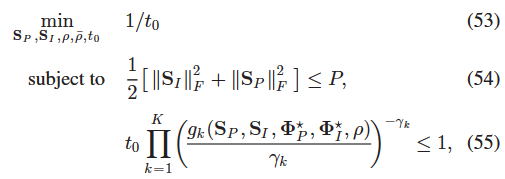 min 1/t₀ (53)
S_P,S_I,ρ,ρ̄,t₀
subject to 1/2 [ ‖S_I‖²_F + ‖S_P‖²_F ] ≤ P, (54)
t₀ ∏_{k=1}^{K} ( g_k(S_P, S_I, Φ*_P, Φ*_I, ρ) / γ_k )^{−γ_k} ≤ 1, (55)